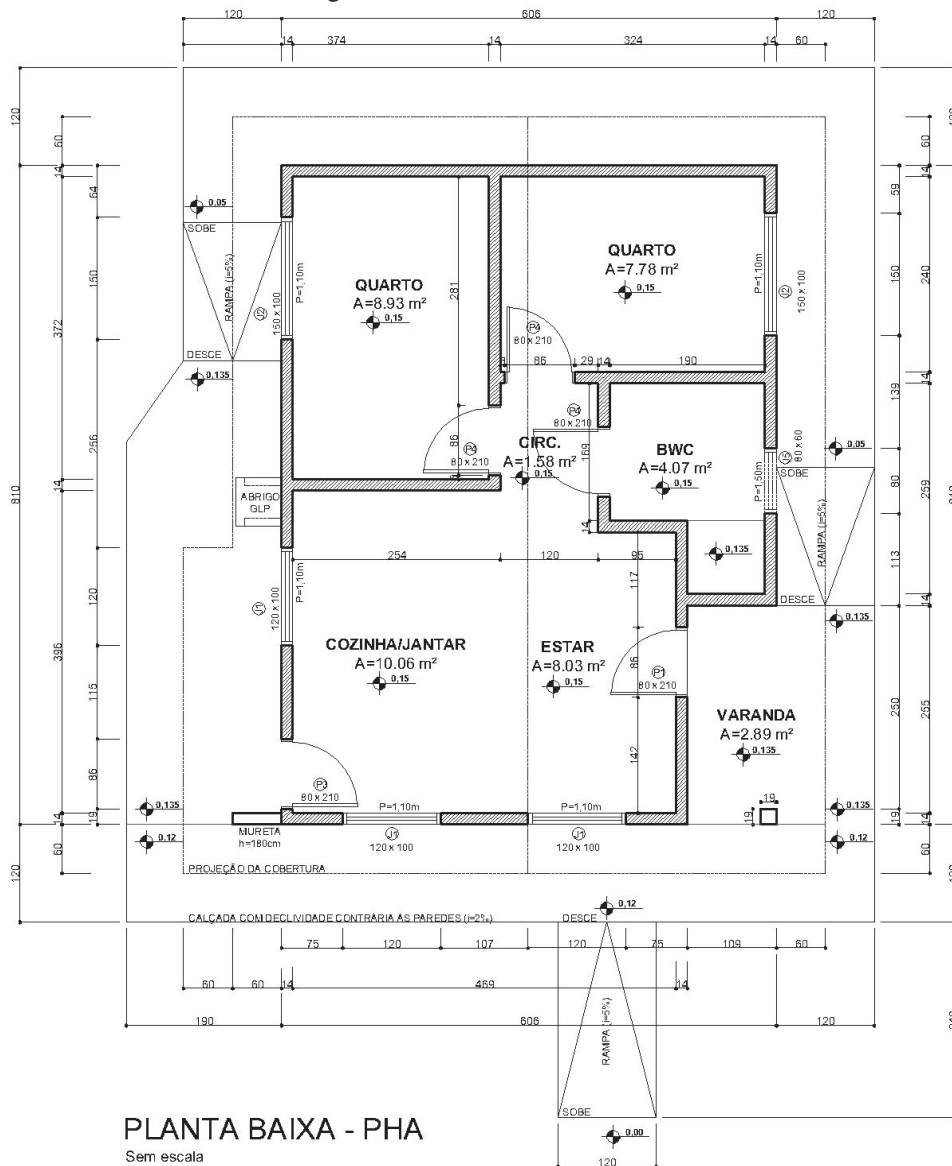 120 606 120
14 374 14 324 14 60
120
60
14
64
150
372
256
14
810
120
396
115
86
19
14
60
120
60
14
59
150
240
14
139
80
259
113
14
250
255
19
14
60
0,05
SOBE
RAMPA (i=5%)
DESCE
0,135
J2
150 x 100
P=1,10m
QUARTO
A=8.93 m²
0,15
281
86
P4
80 x 210
QUARTO
A=7.78 m²
0,15
P4
80 x 210
86 29 14 190
P=1,10m
J2
150 x 100
CIRC.
A=1.58 m²
0,15
P4
80 x 210
169
14
BWC
A=4.07 m²
0,15
0,135
P=1,50m
J5
80 x 60
0,05
SOBE
RAMPA (i=5%)
DESCE
0,135
ABRIGO
GLP
254 120 95
117
86
142
J1
120 x 100
P=1,10m
COZINHA/JANTAR
A=10.06 m²
0,15
ESTAR
A=8.03 m²
0,15
P1
80 x 210
VARANDA
A=2.89 m²
0,135
19
19
P3
80 x 210
P=1,10m
P=1,10m
J1
120 x 100
J1
120 x 100
0,135
0,12
0,135
0,12
MURETA
h=180cm
PROJEÇÃO DA COBERTURA
CALÇADA COM DECLIVIDADE CONTRÁRIA ÀS PAREDES (i=2%)
DESCE
0,12
75 120 107 120 75 109 60
60 60 14 469 14
190 606 120
RAMPA (i=5%)
SOBE
0,00
120
PLANTA BAIXA - PHA
Sem escala